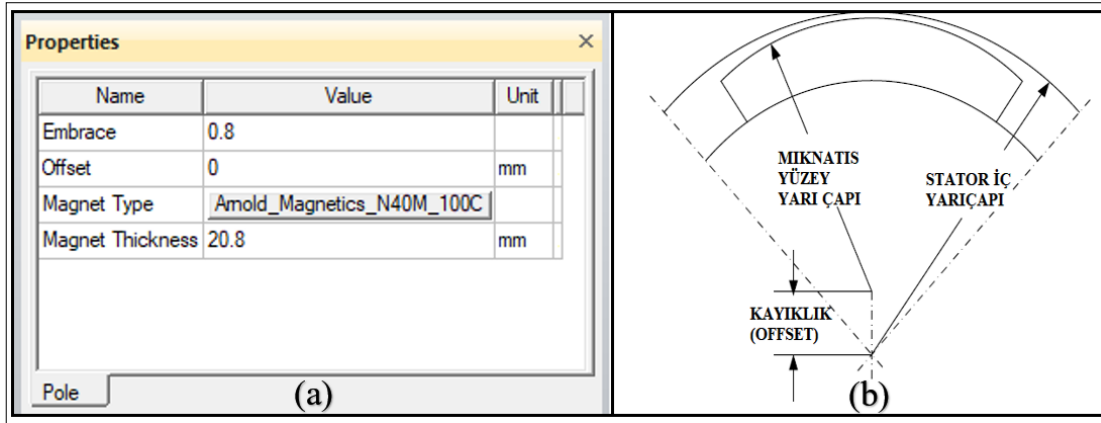 Properties
Name Value Unit
Embrace 0.8
Offset 0 mm
Magnet Type Arnold_Magnetics_N40M_100C
Magnet Thickness 20.8 mm
Pole
(a)
MIKNATIS
YÜZEY
YARI ÇAPI
STATOR İÇ
YARIÇAPI
KAYIKLIK
(OFFSET)
(b)